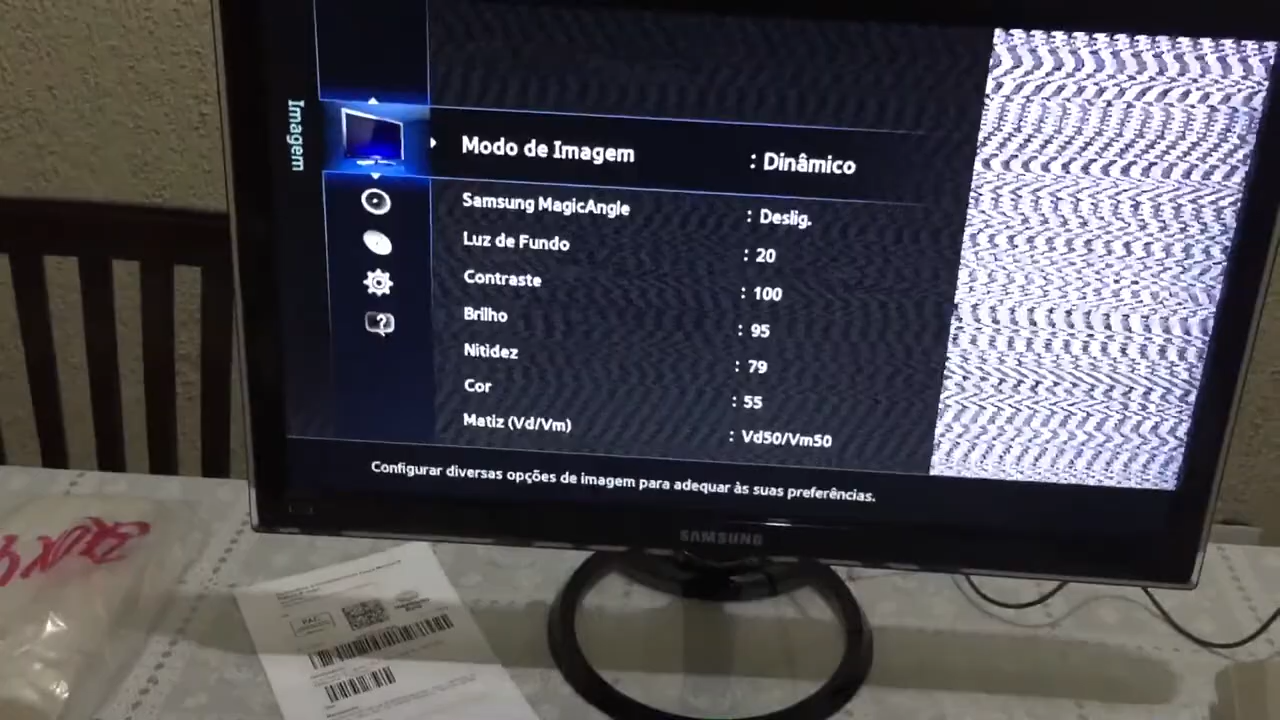 Imagem
Modo de Imagem : Dinâmico
Samsung MagicAngle : Deslig.
Luz de Fundo : 20
Contraste : 100
Brilho : 95
Nitidez : 79
Cor : 55
Matiz (Vd/Vm) : Vd50/Vm50
Configurar diversas opções de imagem para adequar às suas preferências.
SAMSUNG
PAC